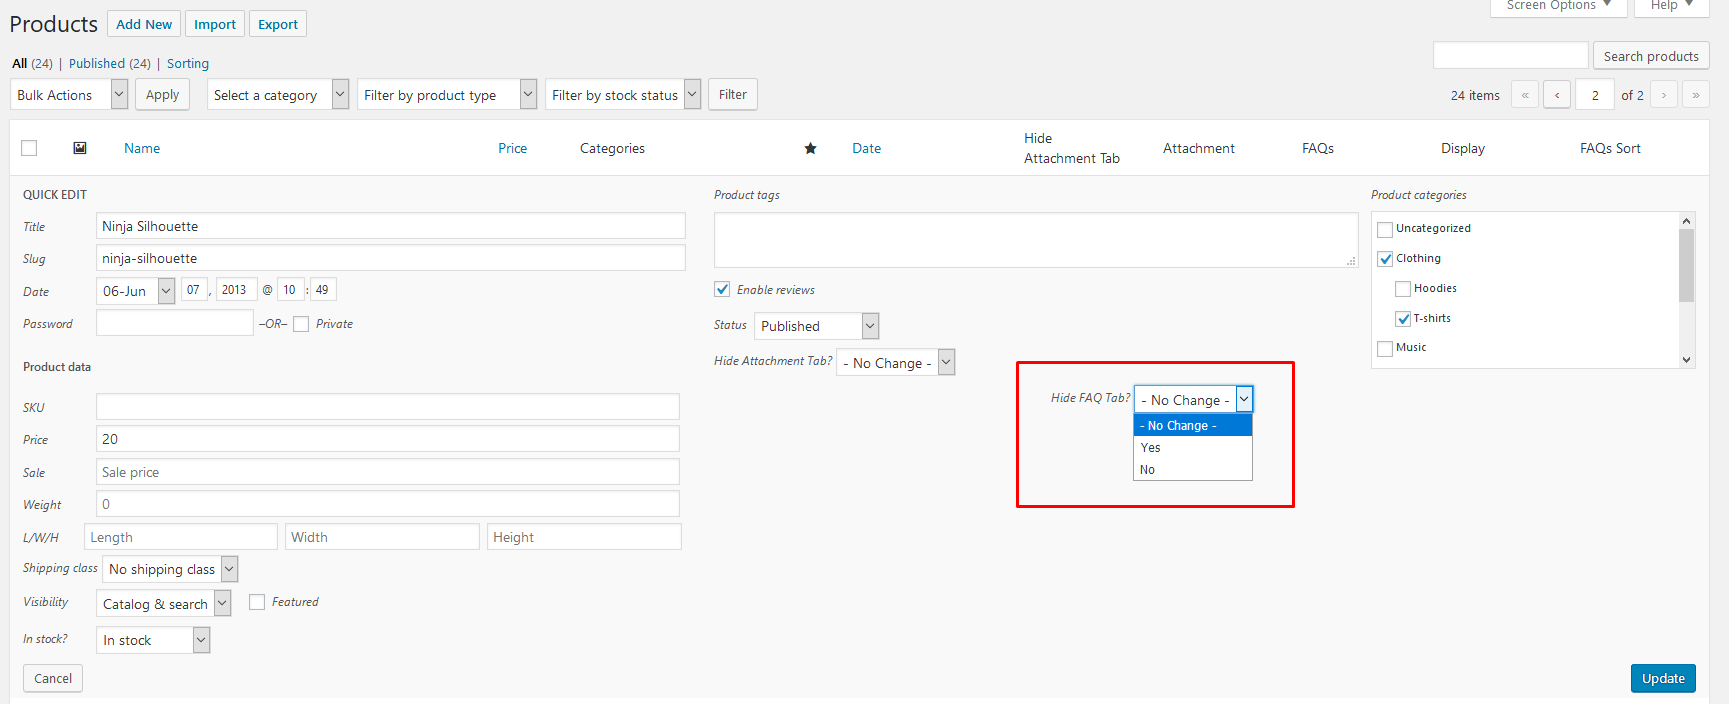 Products Add New Import Export Screen Options ▼ Help ▼
All (24) | Published (24) | Sorting Search products
Bulk Actions Apply Select a category Filter by product type Filter by stock status Filter 24 items « ‹ 2 of 2 › »
Name Price Categories ★ Date Hide Attachment Tab Attachment FAQs Display FAQs Sort
QUICK EDIT
Title Ninja Silhouette
Slug ninja-silhouette
Date 06-Jun 07 , 2013 @ 10 : 49
Password –OR– Private
Product data
SKU
Price 20
Sale Sale price
Weight 0
L/W/H Length Width Height
Shipping class No shipping class
Visibility Catalog & search Featured
In stock? In stock
Cancel
Product tags
Enable reviews
Status Published
Hide Attachment Tab? - No Change -
Hide FAQ Tab? - No Change -
- No Change -
Yes
No
Product categories
Uncategorized
Clothing
Hoodies
T-shirts
Music
Update